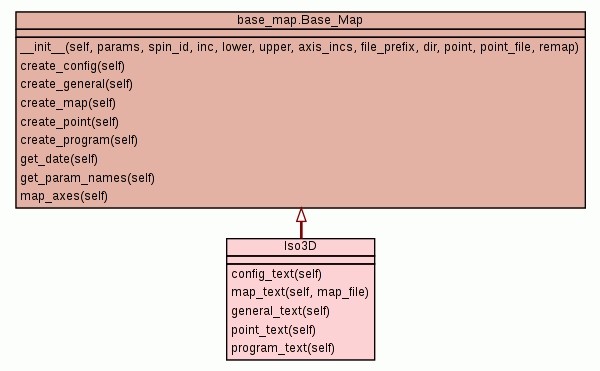 base_map.Base_Map
__init__(self, params, spin_id, inc, lower, upper, axis_incs, file_prefix, dir, point, point_file, remap)
create_config(self)
create_general(self)
create_map(self)
create_point(self)
create_program(self)
get_date(self)
get_param_names(self)
map_axes(self)
Iso3D
config_text(self)
map_text(self, map_file)
general_text(self)
point_text(self)
program_text(self)